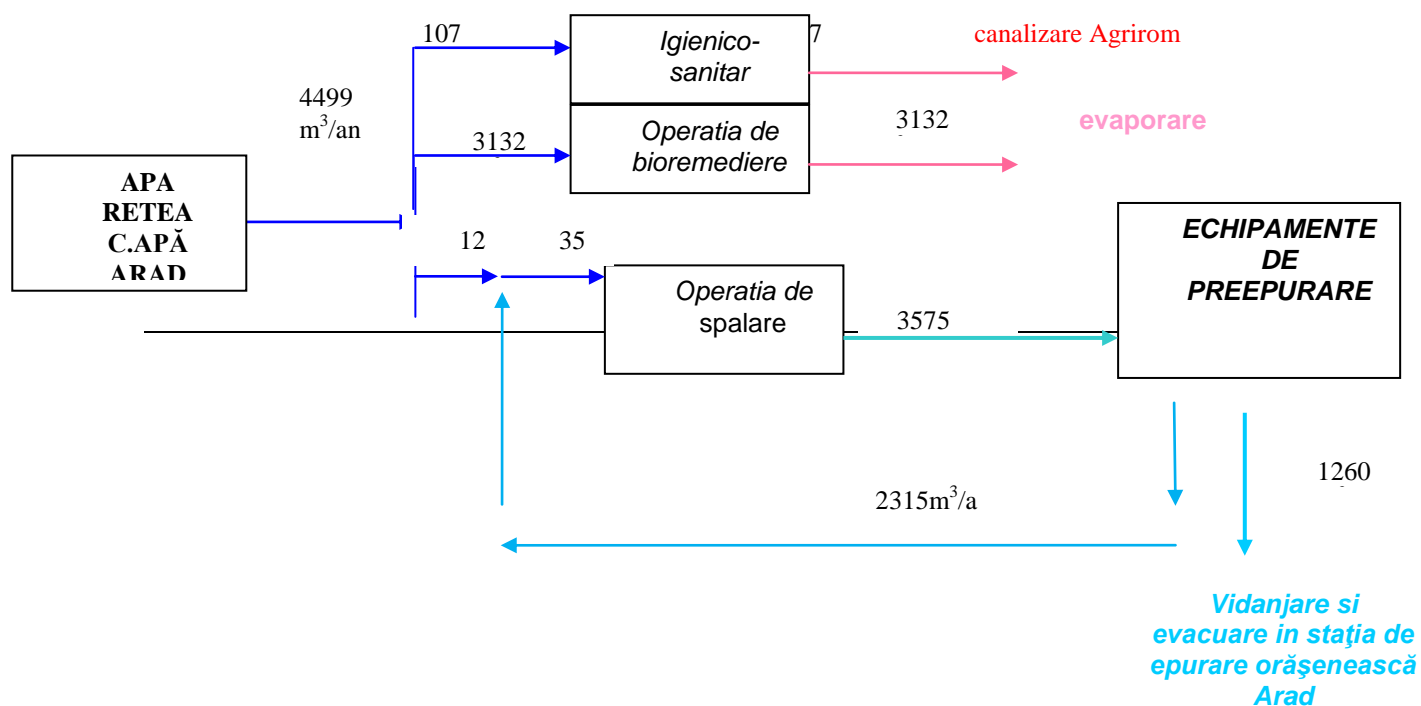 107
Igienico-
sanitar
7
canalizare Agrirom
4499
m³/an
3132
Operatia de
bioremediere
3132
evaporare
APA
RETEA
C.APĂ
ARAD
12
35
Operatia de
spalare
3575
ECHIPAMENTE
DE
PREEPURARE
2315m³/a
1260
Vidanjare si
evacuare in staţia de
epurare orăşenească
Arad